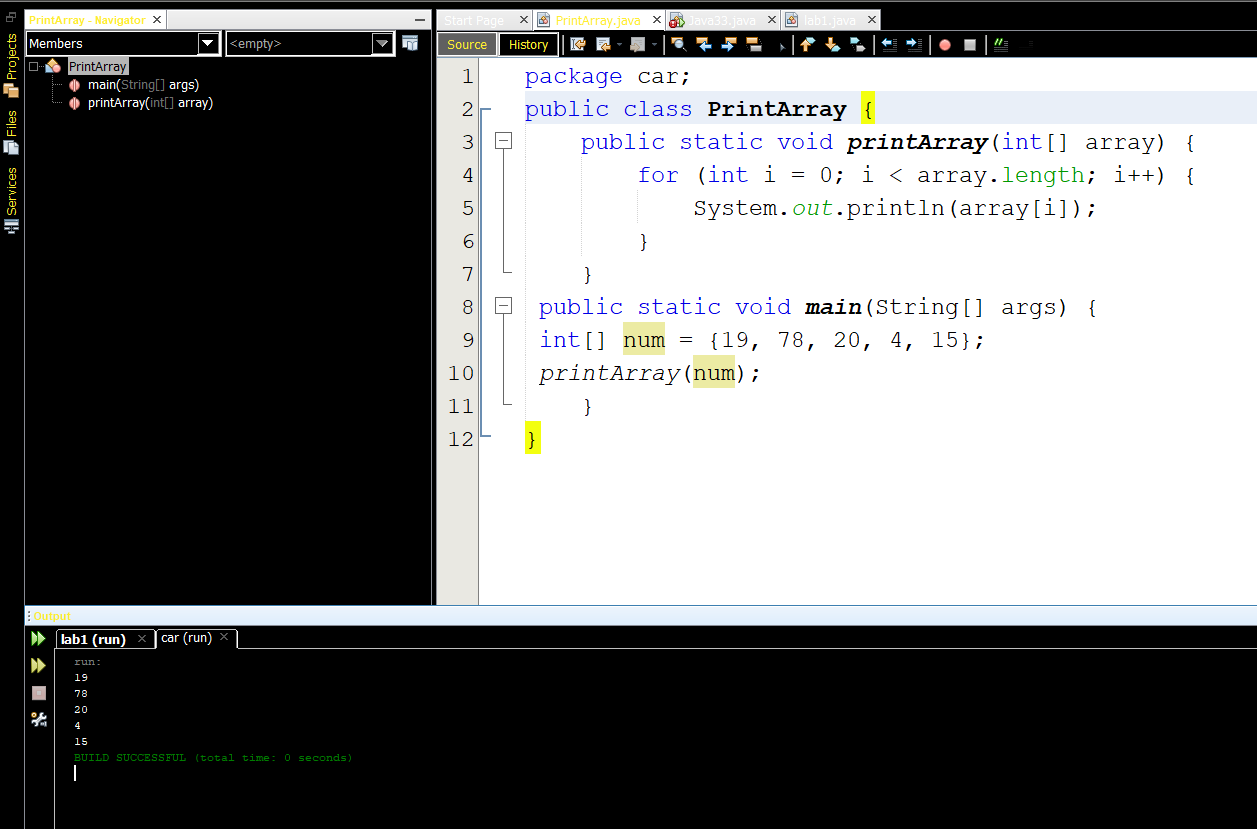 PrintArray - Navigator
Members
<empty>
PrintArray
main(String[] args)
printArray(int[] array)
Projects
Files
Services
Start Page
PrintArray.java
Java33.java
lab1.java
Source
History
1 package car;
2 public class PrintArray {
3 public static void printArray(int[] array) {
4 for (int i = 0; i < array.length; i++) {
5 System.out.println(array[i]);
6 }
7 }
8 public static void main(String[] args) {
9 int[] num = {19, 78, 20, 4, 15};
10 printArray(num);
11 }
12 }
Output
lab1 (run)
car (run)
run:
19
78
20
4
15
BUILD SUCCESSFUL (total time: 0 seconds)